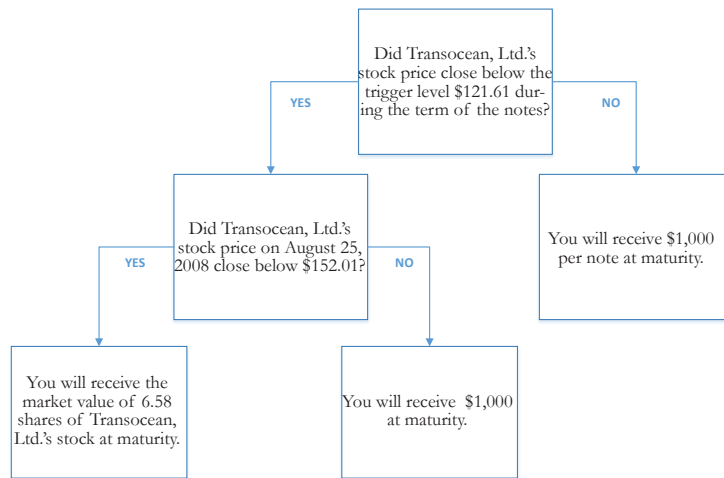 Did Transocean, Ltd.'s
stock price close below the
trigger level $121.61 dur-
ing the term of the notes?
YES
NO
Did Transocean, Ltd.'s
stock price on August 25,
2008 close below $152.01?
You will receive $1,000
per note at maturity.
YES
NO
You will receive the
market value of 6.58
shares of Transocean,
Ltd.'s stock at maturity.
You will receive $1,000
at maturity.